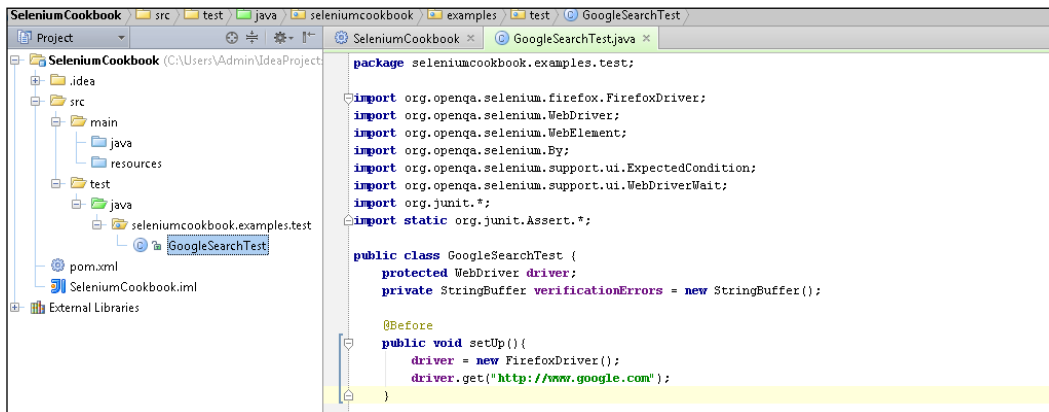 SeleniumCookbook src test java seleniumcookbook examples test GoogleSearchTest
Project
SeleniumCookbook (C:\Users\Admin\IdeaProject
.idea
src
main
java
resources
test
java
seleniumcookbook.examples.test
GoogleSearchTest
pom.xml
SeleniumCookbook.iml
External Libraries
SeleniumCookbook GoogleSearchTest.java
package seleniumcookbook.examples.test;
import org.openqa.selenium.firefox.FirefoxDriver;
import org.openqa.selenium.WebDriver;
import org.openqa.selenium.WebElement;
import org.openqa.selenium.By;
import org.openqa.selenium.support.ui.ExpectedCondition;
import org.openqa.selenium.support.ui.WebDriverWait;
import org.junit.*;
import static org.junit.Assert.*;
public class GoogleSearchTest {
protected WebDriver driver;
private StringBuffer verificationErrors = new StringBuffer();
@Before
public void setUp(){
driver = new FirefoxDriver();
driver.get("http://www.google.com");
}